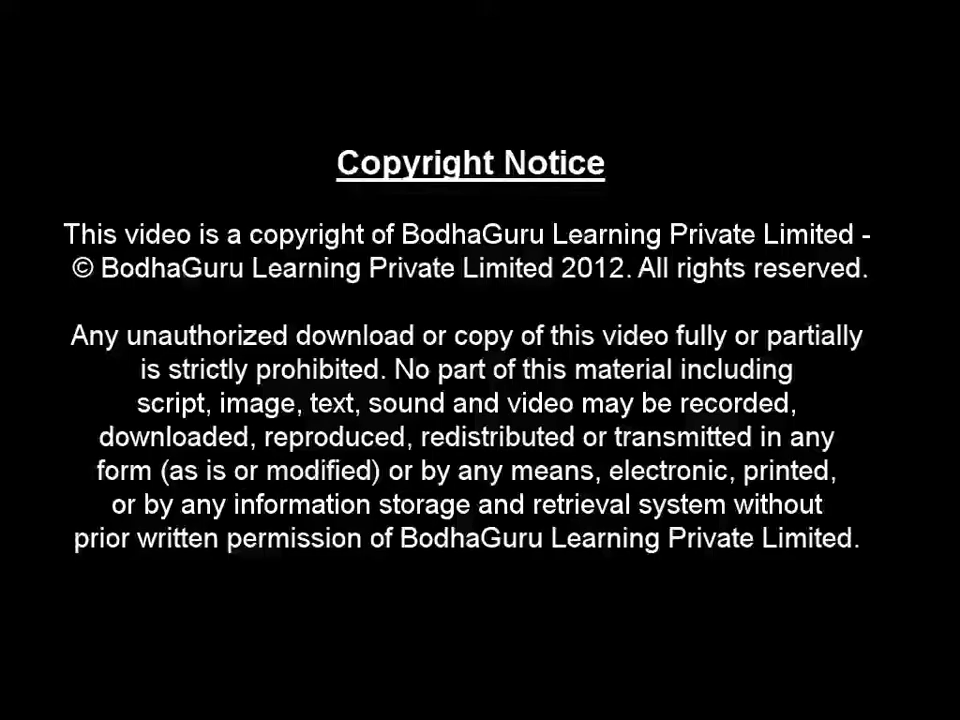 Copyright Notice
This video is a copyright of BodhaGuru Learning Private Limited -
© BodhaGuru Learning Private Limited 2012. All rights reserved.
Any unauthorized download or copy of this video fully or partially
is strictly prohibited. No part of this material including
script, image, text, sound and video may be recorded,
downloaded, reproduced, redistributed or transmitted in any
form (as is or modified) or by any means, electronic, printed,
or by any information storage and retrieval system without
prior written permission of BodhaGuru Learning Private Limited.